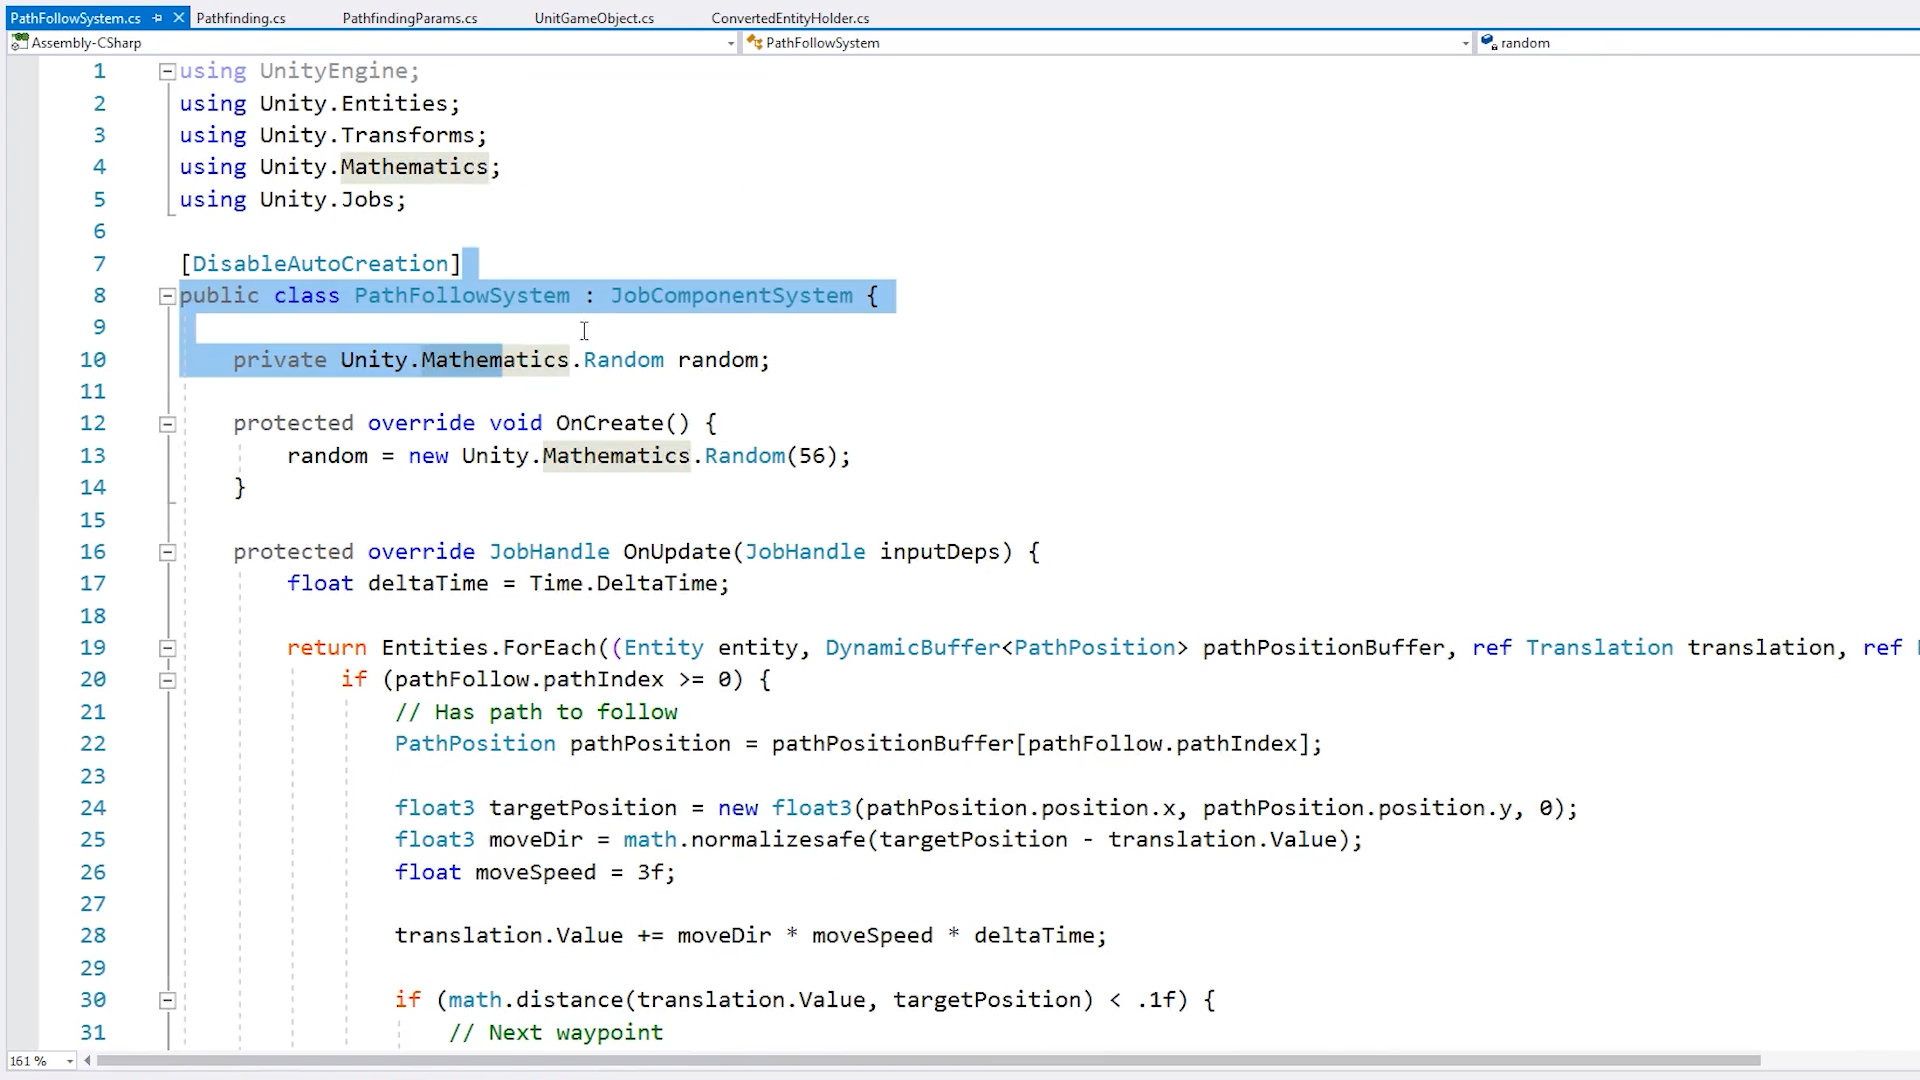 PathFollowSystem.cs
Pathfinding.cs
PathfindingParams.cs
UnitGameObject.cs
ConvertedEntityHolder.cs
Assembly-CSharp
PathFollowSystem
random
1 using UnityEngine;
2 using Unity.Entities;
3 using Unity.Transforms;
4 using Unity.Mathematics;
5 using Unity.Jobs;
6
7 [DisableAutoCreation]
8 public class PathFollowSystem : JobComponentSystem {
9
10 private Unity.Mathematics.Random random;
11
12 protected override void OnCreate() {
13 random = new Unity.Mathematics.Random(56);
14 }
15
16 protected override JobHandle OnUpdate(JobHandle inputDeps) {
17 float deltaTime = Time.DeltaTime;
18
19 return Entities.ForEach((Entity entity, DynamicBuffer<PathPosition> pathPositionBuffer, ref Translation translation, ref
20 if (pathFollow.pathIndex >= 0) {
21 // Has path to follow
22 PathPosition pathPosition = pathPositionBuffer[pathFollow.pathIndex];
23
24 float3 targetPosition = new float3(pathPosition.position.x, pathPosition.position.y, 0);
25 float3 moveDir = math.normalizesafe(targetPosition - translation.Value);
26 float moveSpeed = 3f;
27
28 translation.Value += moveDir * moveSpeed * deltaTime;
29
30 if (math.distance(translation.Value, targetPosition) < .1f) {
31 // Next waypoint
161 %